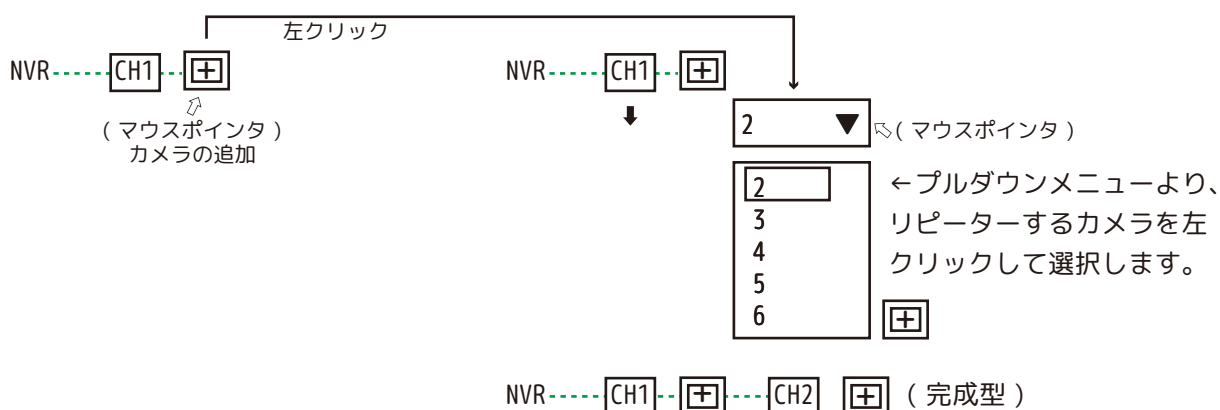 左クリック
NVR CH1
(マウスポインタ)
カメラの追加
NVR CH1
2 ▼ (マウスポインタ)
2
3
4
5
6
←プルダウンメニューより、
リピーターするカメラを左
クリックして選択します。
NVR CH1 CH2 (完成型)